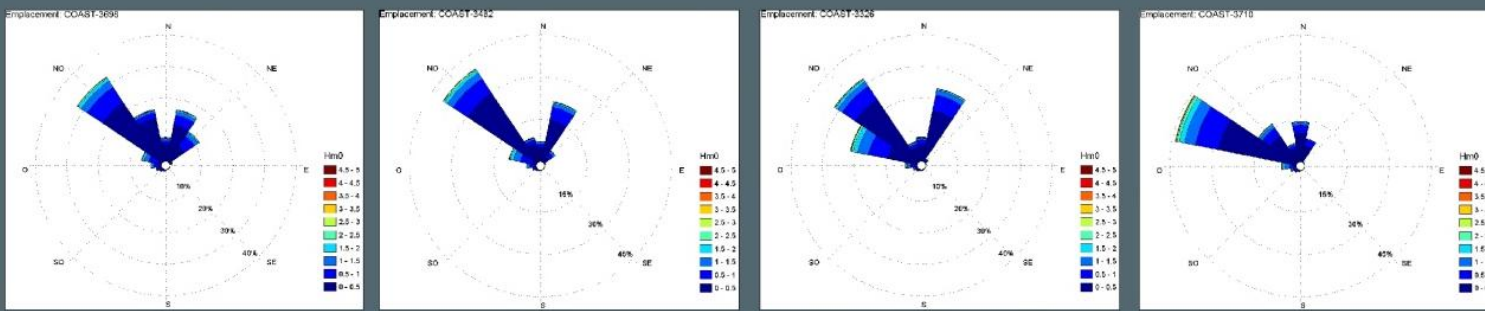 Emplacement: COAST-3698
N
NO
NE
O
E
SO
SE
S
10%
20%
30%
40%
Hm0
4.5 - 5
4 - 4.5
3.5 - 4
3 - 3.5
2.5 - 3
2 - 2.5
1.5 - 2
1 - 1.5
0.5 - 1
0 - 0.5
Emplacement: COAST-3482
N
NO
NE
O
E
SO
SE
S
15%
30%
45%
Hm0
4.5 - 5
4 - 4.5
3.5 - 4
3 - 3.5
2.5 - 3
2 - 2.5
1.5 - 2
1 - 1.5
0.5 - 1
0 - 0.5
Emplacement: COAST-3326
N
NO
NE
O
E
SO
SE
S
10%
20%
30%
40%
Hm0
4.5 - 5
4 - 4.5
3.5 - 4
3 - 3.5
2.5 - 3
2 - 2.5
1.5 - 2
1 - 1.5
0.5 - 1
0 - 0.5
Emplacement: COAST-3710
N
NO
NE
O
E
SO
SE
S
15%
30%
45%
Hm0